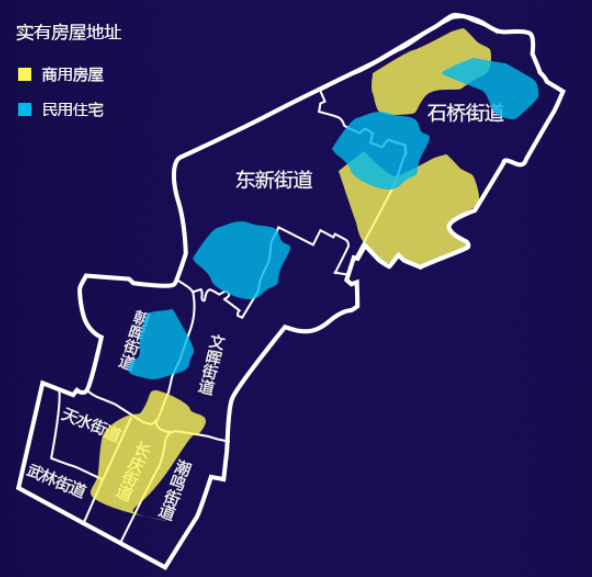 实有房屋地址
商用房屋
民用住宅
石桥街道
东新街道
朝晖街道
文晖街道
天水街道
长庆街道
潮鸣街道
武林街道